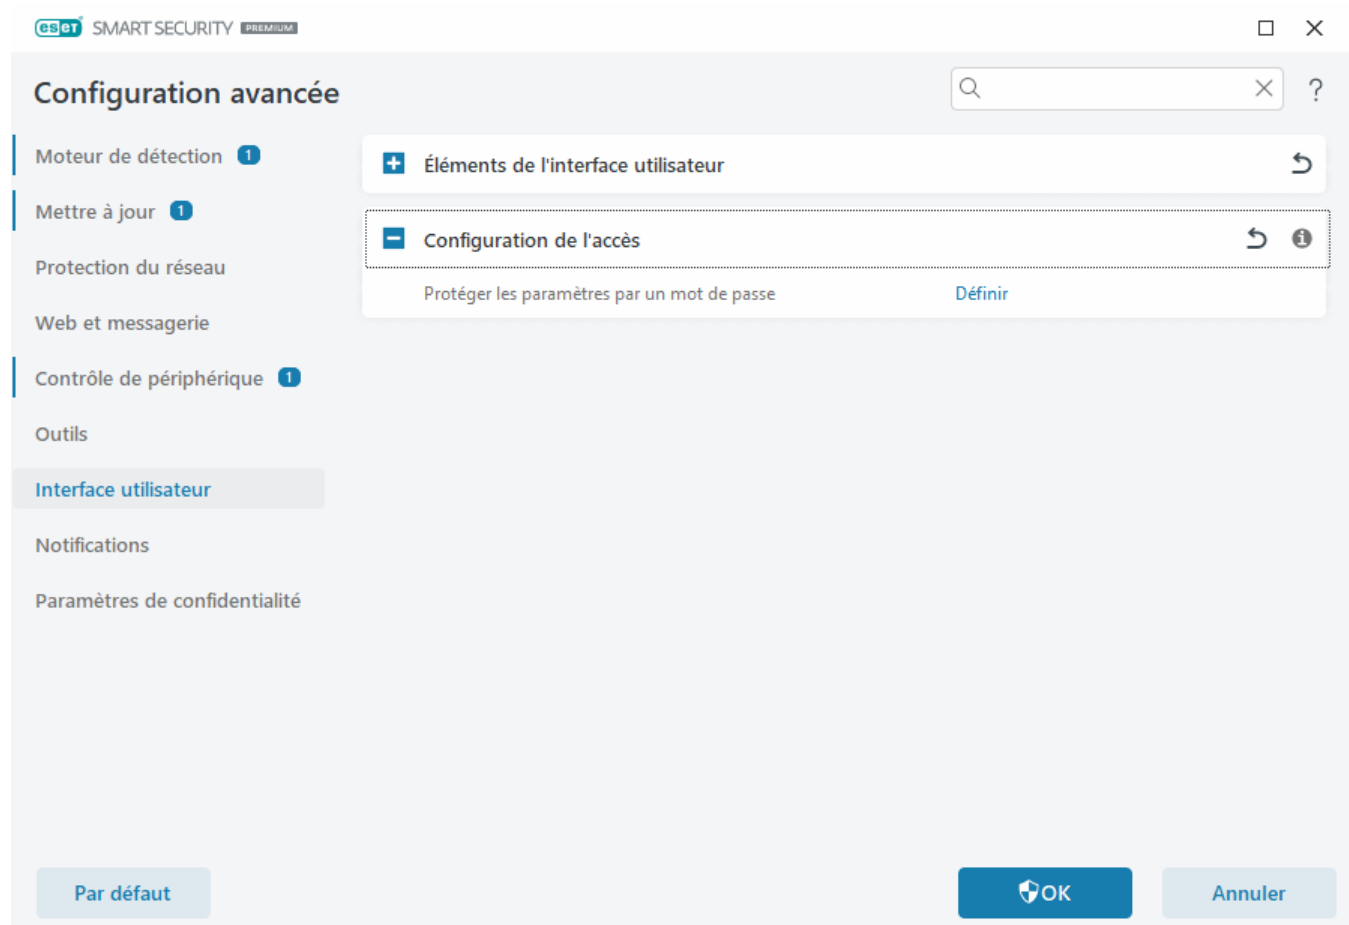 eset SMART SECURITY PREMIUM
Configuration avancée
?
Moteur de détection 1
Éléments de l'interface utilisateur
Mettre à jour 1
Configuration de l'accès
Protection du réseau
Protéger les paramètres par un mot de passe Définir
Web et messagerie
Contrôle de périphérique 1
Outils
Interface utilisateur
Notifications
Paramètres de confidentialité
Par défaut
OK
Annuler